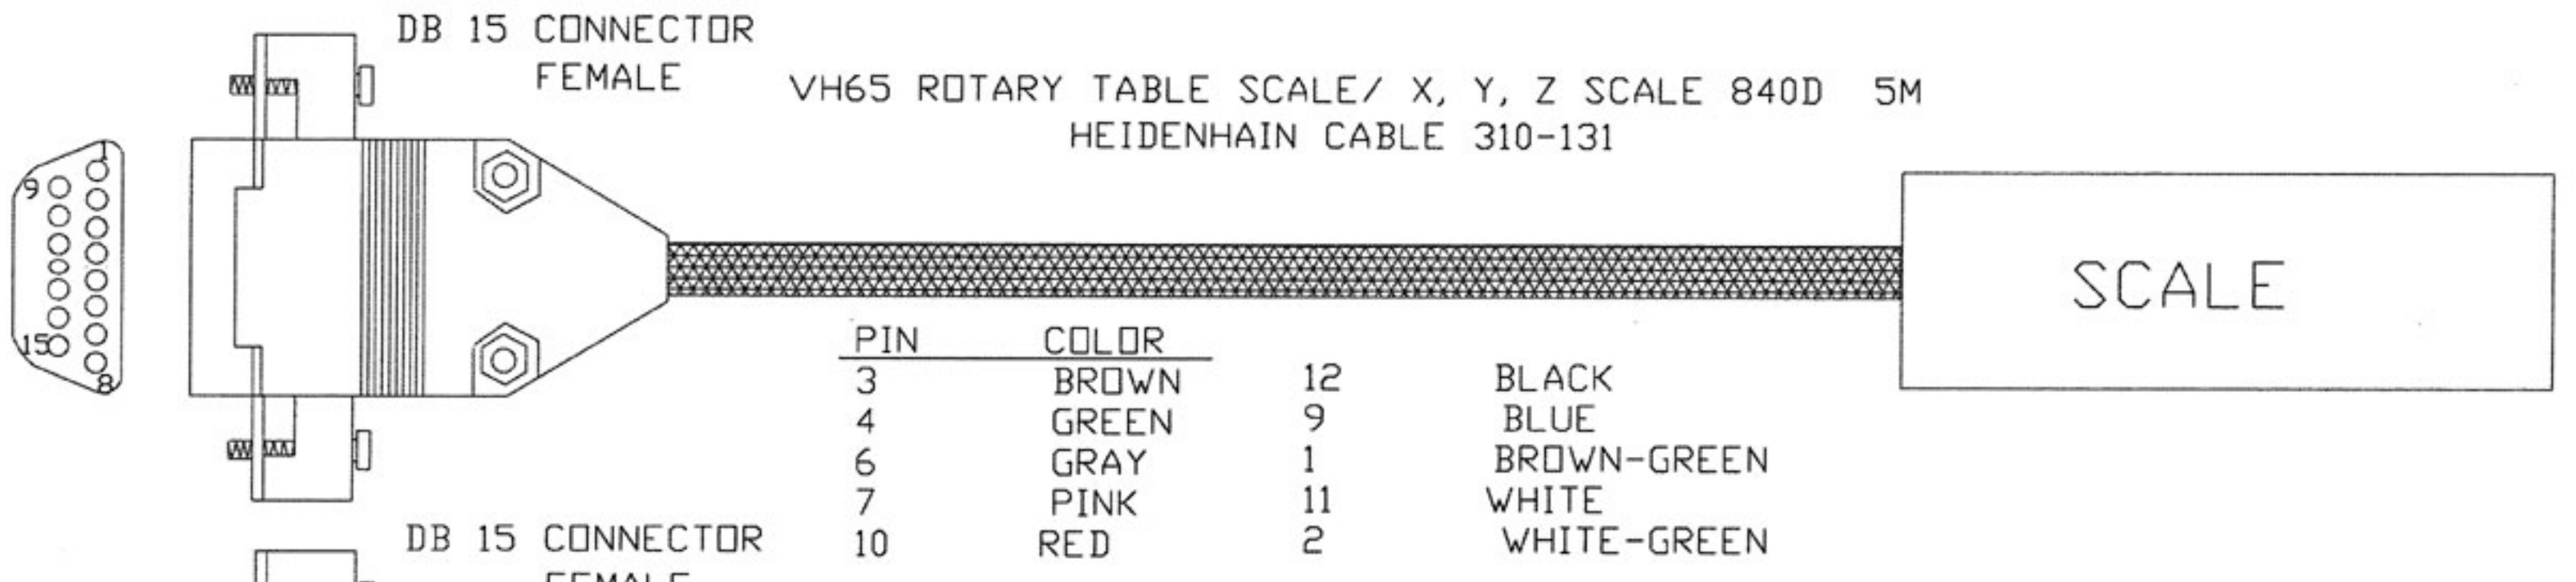 DB 15 CONNECTOR
FEMALE
VH65 ROTARY TABLE SCALE/ X, Y, Z SCALE 840D 5M
HEIDENHAIN CABLE 310-131
1
9
15
8
SCALE
PIN COLOR
3 BROWN 12 BLACK
4 GREEN 9 BLUE
6 GRAY 1 BROWN-GREEN
7 PINK 11 WHITE
10 RED 2 WHITE-GREEN
DB 15 CONNECTOR
FEMALE